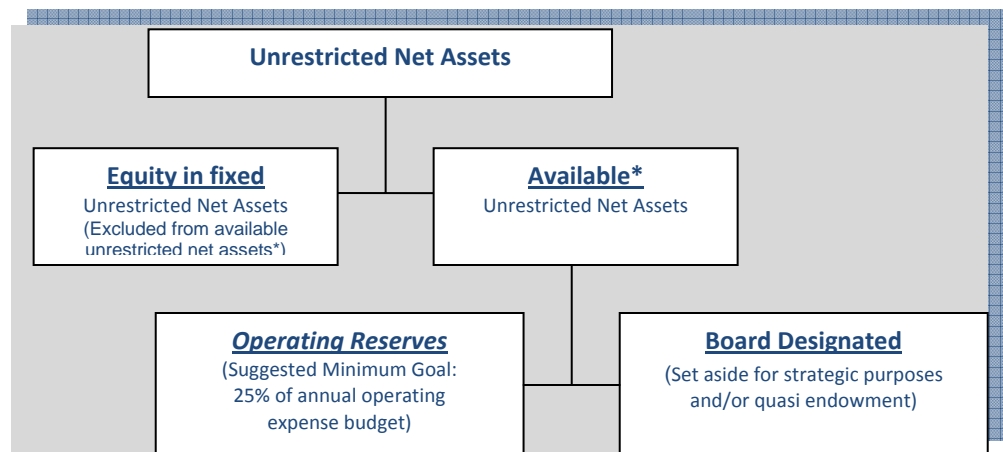 Unrestricted Net Assets
Equity in fixed
Unrestricted Net Assets
(Excluded from available
unrestricted net assets*)
Available*
Unrestricted Net Assets
Operating Reserves
(Suggested Minimum Goal:
25% of annual operating
expense budget)
Board Designated
(Set aside for strategic purposes
and/or quasi endowment)